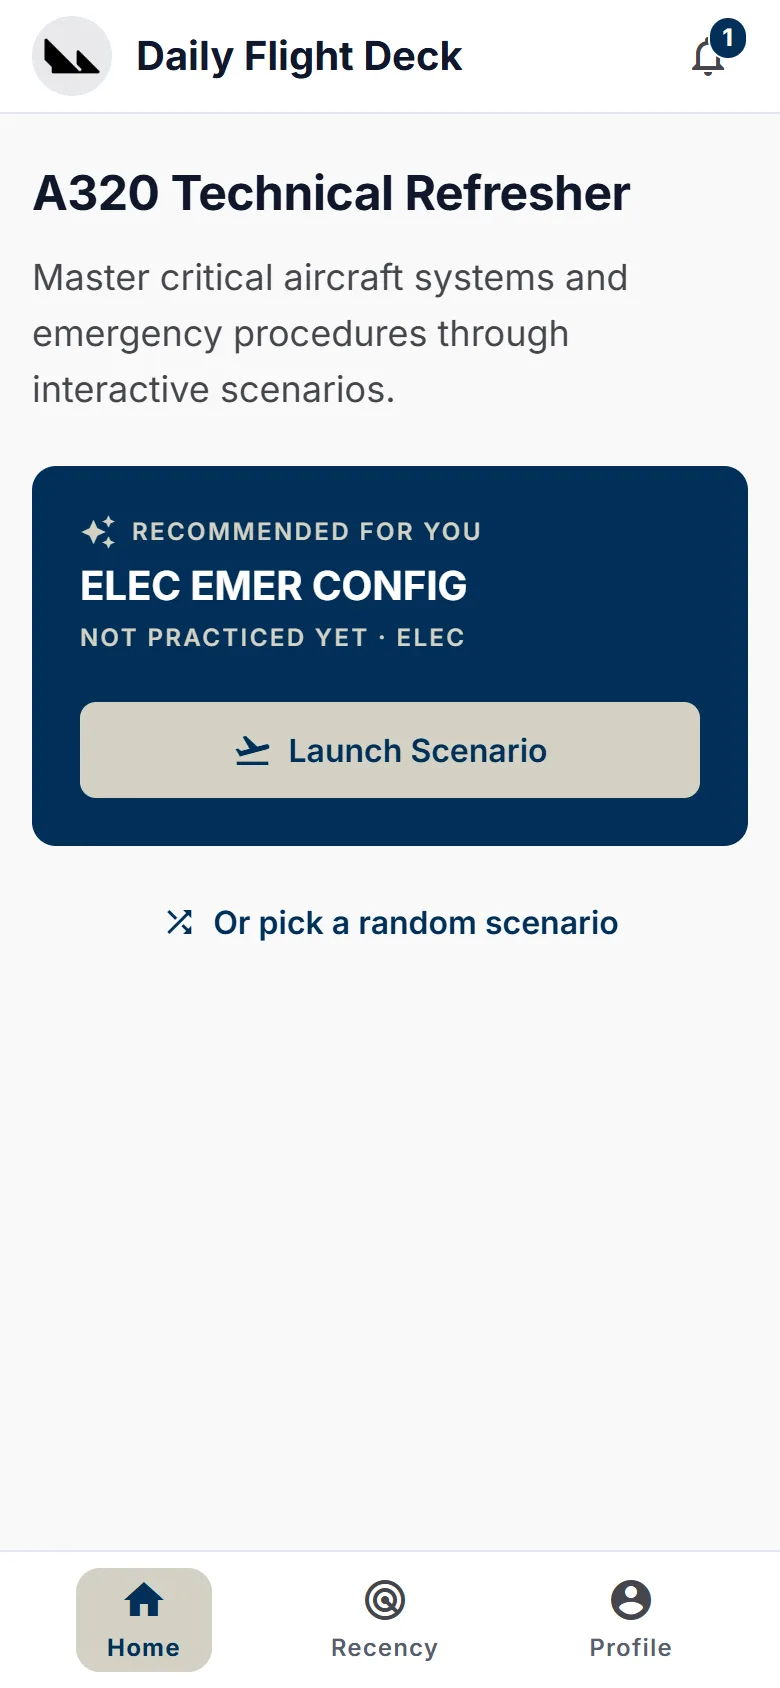 Daily Flight Deck
1
A320 Technical Refresher
Master critical aircraft systems and
emergency procedures through
interactive scenarios.
RECOMMENDED FOR YOU
ELEC EMER CONFIG
NOT PRACTICED YET · ELEC
Launch Scenario
Or pick a random scenario
Home
Recency
Profile